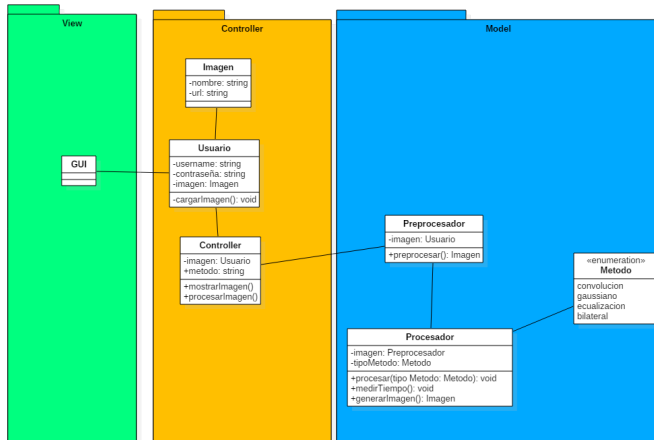 View
Controller
Model
Imagen
-nombre: string
-url: string
GUI
Usuario
-username: string
-contraseña: string
-imagen: Imagen
-cargarImagen(): void
Controller
-imagen: Usuario
+metodo: string
+mostrarImagen()
+procesarImagen()
Preprocesador
-imagen: Usuario
+preprocesar(): Imagen
«enumeration»
Metodo
convolucion
gaussiano
ecualizacion
bilateral
Procesador
-imagen: Preprocesador
-tipoMetodo: Metodo
+procesar(tipo Metodo: Metodo): void
+medirTiempo(): void
+generarImagen(): Imagen